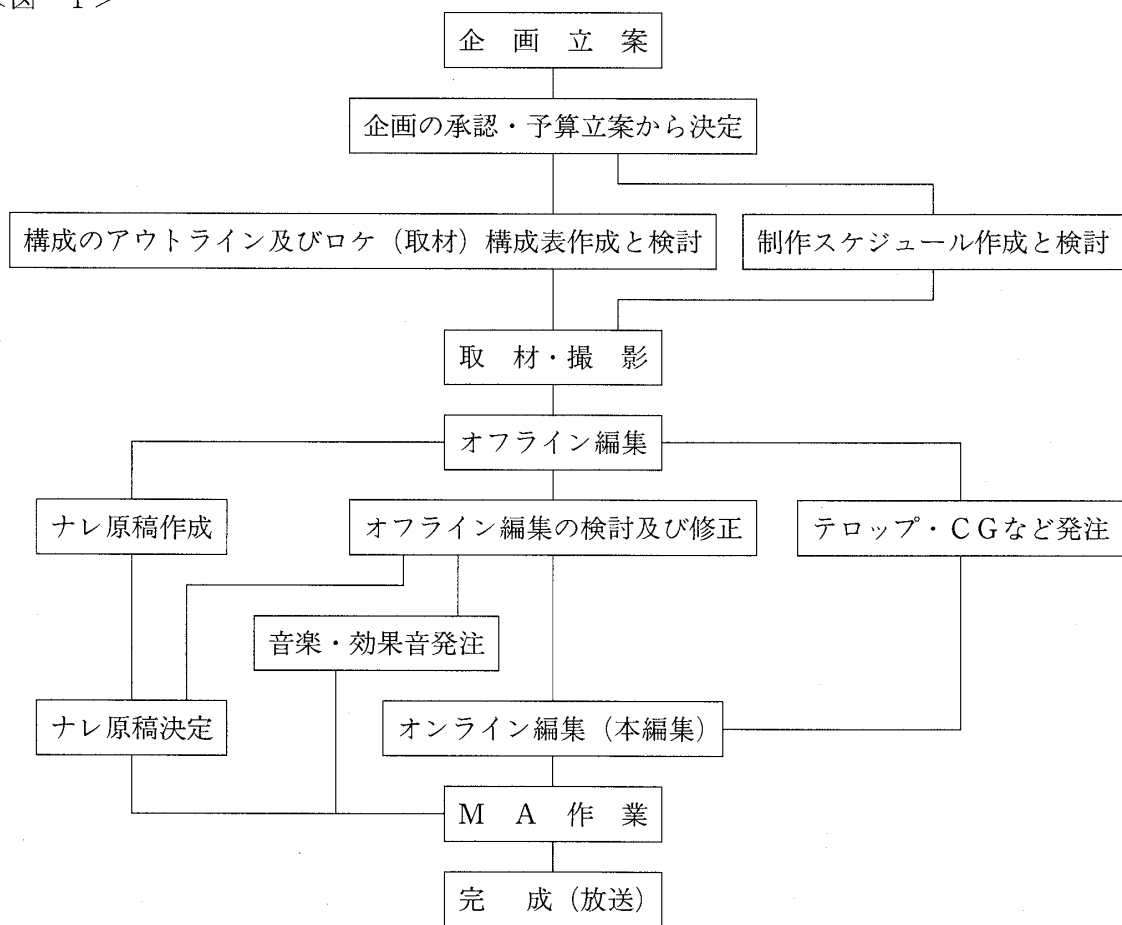 <図－1>
企画立案
企画の承認・予算立案から決定
構成のアウトライン及びロケ（取材）構成表作成と検討
制作スケジュール作成と検討
取材・撮影
オフライン編集
ナレ原稿作成
オフライン編集の検討及び修正
テロップ・CGなど発注
音楽・効果音発注
ナレ原稿決定
オンライン編集（本編集）
MA作業
完成（放送）